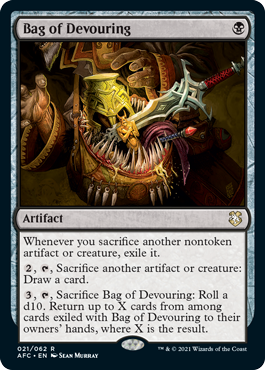 Bag of Devouring
Artifact
Whenever you sacrifice another nontoken
artifact or creature, exile it.
2, T, Sacrifice another artifact or creature:
Draw a card.
3, T, Sacrifice Bag of Devouring: Roll a
d10. Return up to X cards from among
cards exiled with Bag of Devouring to their
owners' hands, where X is the result.
021/062 R
AFC • EN SEAN MURRAY
™ & © 2021 Wizards of the Coast